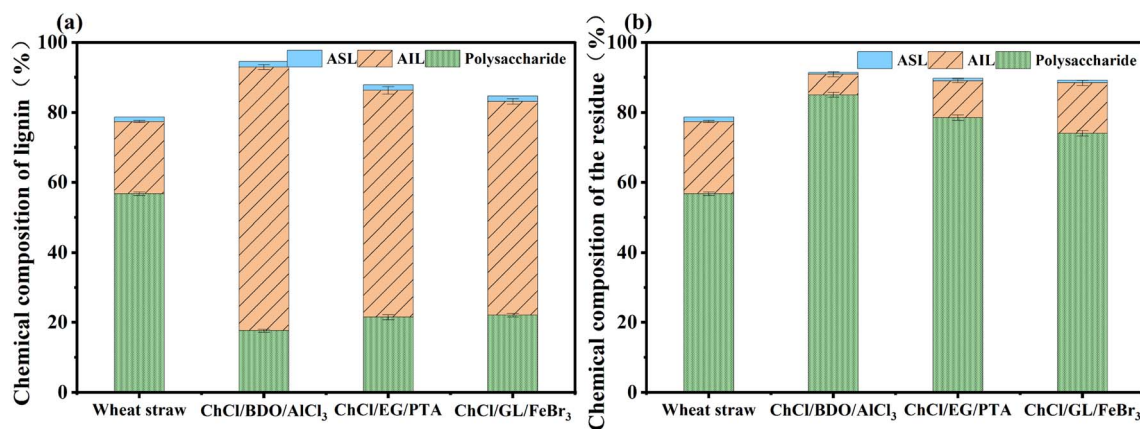 (a)
ASL AIL Polysaccharide
Chemical composition of lignin（%）
100
80
60
40
20
0
Wheat straw ChCl/BDO/AlCl₃ ChCl/EG/PTA ChCl/GL/FeBr₃
(b)
ASL AIL Polysaccharide
Chemical composition of the residue（%）
100
80
60
40
20
0
Wheat straw ChCl/BDO/AlCl₃ ChCl/EG/PTA ChCl/GL/FeBr₃